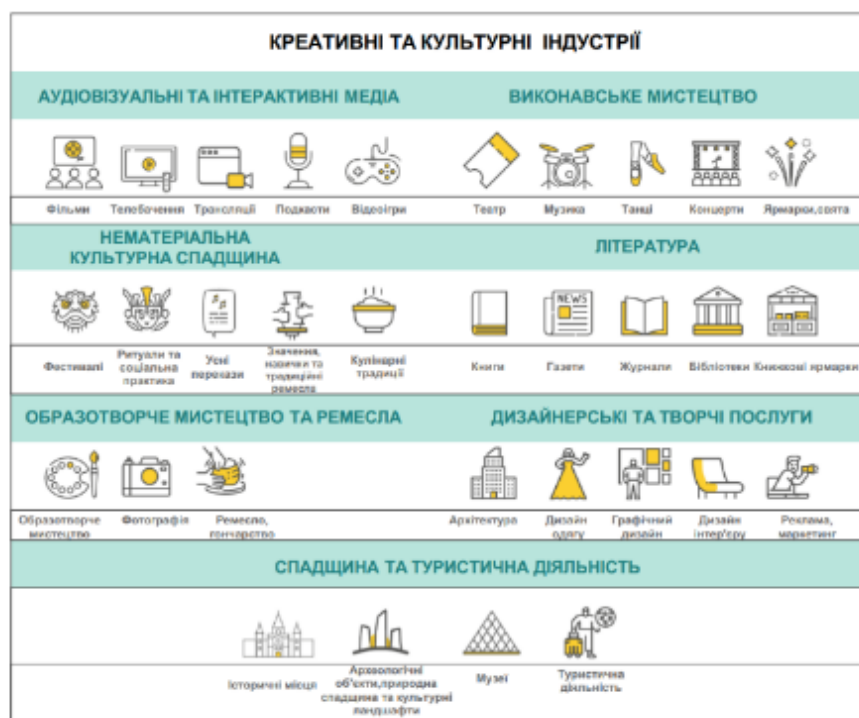 КРЕАТИВНІ ТА КУЛЬТУРНІ ІНДУСТРІЇ
АУДІОВІЗУАЛЬНІ ТА ІНТЕРАКТИВНІ МЕДІА
ВИКОНАВСЬКЕ МИСТЕЦТВО
Фільми
Телебачення
Трансляції
Подкасти
Відеоігри
Театр
Музика
Танці
Концерти
Ярмарки,свята
НЕМАТЕРІАЛЬНА
КУЛЬТУРНА СПАДЩИНА
ЛІТЕРАТУРА
Фестивалі
Ритуали та
соціальна
практика
Усні
перекази
Значення,
навички та
традиційні
ремесла
Кулінарні
традиції
NEWS
Книги
Газети
Журнали
Бібліотеки
Книжкові ярмарки
ОБРАЗОТВОРЧЕ МИСТЕЦТВО ТА РЕМЕСЛА
ДИЗАЙНЕРСЬКІ ТА ТВОРЧІ ПОСЛУГИ
Образотворче
мистецтво
Фотографія
Ремесло,
гончарство
Архітектура
Дизайн
одягу
Графічний
дизайн
Дизайн
інтер'єру
Реклама,
маркетинг
СПАДЩИНА ТА ТУРИСТИЧНА ДІЯЛЬНІСТЬ
Історичні місця
Археологічні
об'єкти,природна
спадщина та культурні
ландшафти
Музеї
Туристична
діяльність